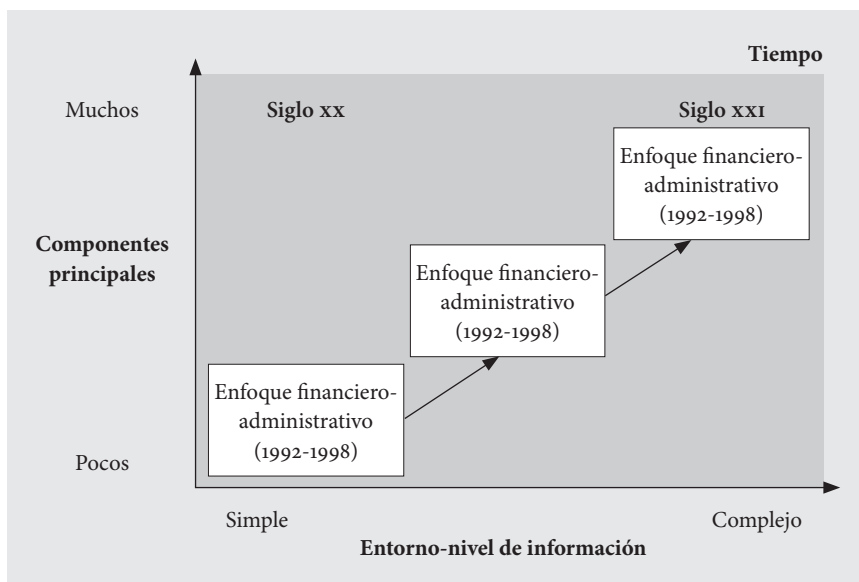 Tiempo
Muchos
Siglo XX
Siglo XXI
Enfoque financiero-
administrativo
(1992-1998)
Componentes
principales
Enfoque financiero-
administrativo
(1992-1998)
Enfoque financiero-
administrativo
(1992-1998)
Pocos
Simple
Complejo
Entorno-nivel de información